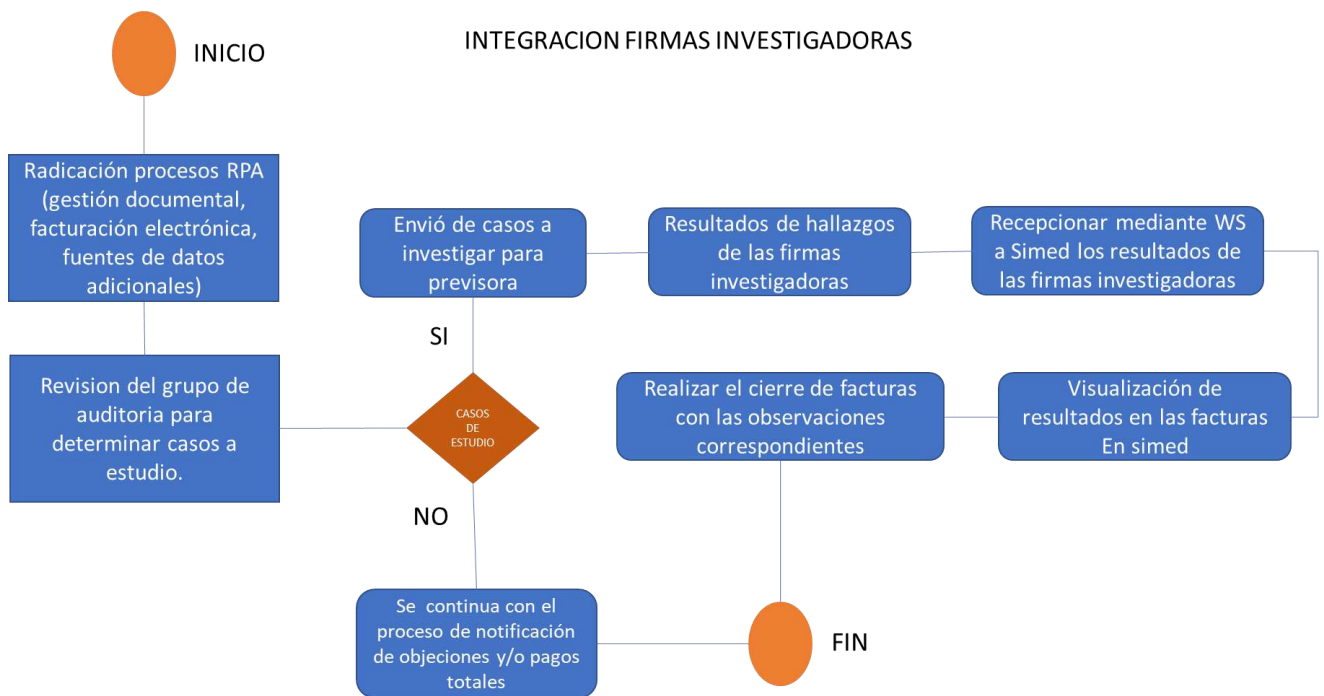 INICIO
INTEGRACION FIRMAS INVESTIGADORAS
Radicación procesos RPA
(gestión documental,
facturación electrónica,
fuentes de datos
adicionales)
Revision del grupo de
auditoria para
determinar casos a
estudio.
CASOS
DE
ESTUDIO
SI
Envió de casos a
investigar para
previsora
Resultados de hallazgos
de las firmas
investigadoras
Recepcionar mediante WS
a Simed los resultados de
las firmas investigadoras
Visualización de
resultados en las facturas
En simed
Realizar el cierre de facturas
con las observaciones
correspondientes
NO
Se continua con el
proceso de notificación
de objeciones y/o pagos
totales
FIN